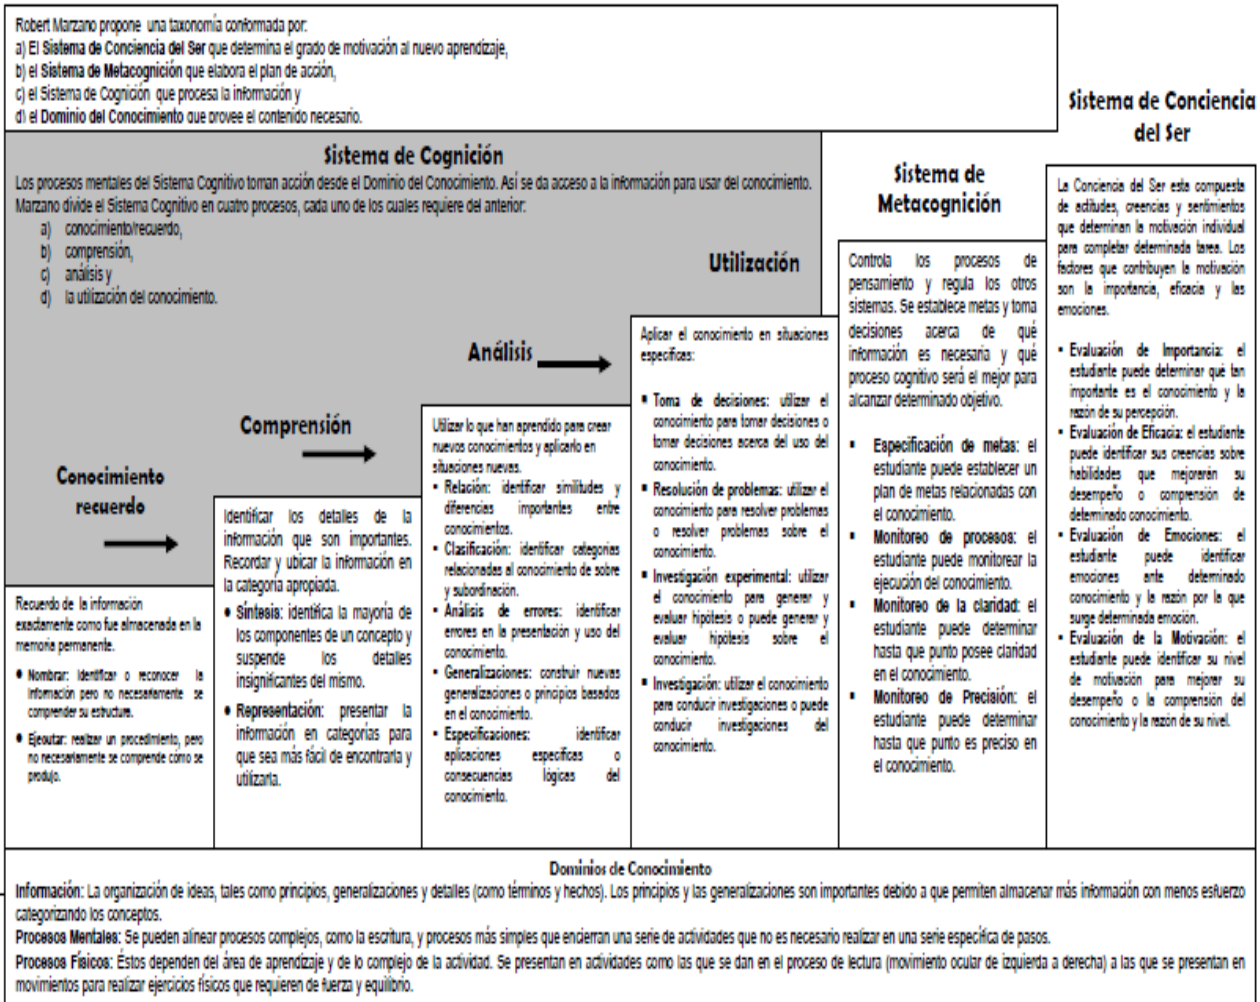 Robert Marzano propone una taxonomía conformada por:
a) El Sistema de Conciencia del Ser que determina el grado de motivación al nuevo aprendizaje,
b) el Sistema de Metacognición que elabora el plan de acción,
c) el Sistema de Cognición que procesa la información y
d) el Dominio del Conocimiento que provee el contenido necesario.
Sistema de Cognición
Los procesos mentales del Sistema Cognitivo toman acción desde el Dominio del Conocimiento. Así se da acceso a la información para usar del conocimiento.
Marzano divide el Sistema Cognitivo en cuatro procesos, cada uno de los cuales requiere del anterior:
a) conocimiento/recuerdo,
b) comprensión,
c) análisis y
d) la utilización del conocimiento.
Conocimiento
recuerdo
Recuerdo de la información
exactamente como fue almacenada en la
memoria permanente.
● Nombrar: identificar o reconocer la
información pero no necesariamente se
comprender su estructura.
● Ejecutar: realizar un procedimiento, pero
no necesariamente se comprende cómo se
produjo.
Comprensión
Identificar los detalles de la
información que son importantes.
Recordar y ubicar la información en
la categoría apropiada.
● Síntesis: identifica la mayoría de
los componentes de un concepto y
suspende los detalles
insignificantes del mismo.
● Representación: presentar la
información en categorías para
que sea más fácil de encontrarla y
utilizarla.
Análisis
Utilizar lo que han aprendido para crear
nuevos conocimientos y aplicarlo en
situaciones nuevas.
▪ Relación: identificar similitudes y
diferencias importantes entre
conocimientos.
▪ Clasificación: identificar categorías
relacionadas al conocimiento de sobre
y subordinación.
▪ Análisis de errores: identificar
errores en la presentación y uso del
conocimiento.
▪ Generalizaciones: construir nuevas
generalizaciones o principios basados
en el conocimiento.
▪ Especificaciones: identificar
aplicaciones específicas o
consecuencias lógicas del
conocimiento.
Utilización
Aplicar el conocimiento en situaciones
específicas:
▪ Toma de decisiones: utilizar el
conocimiento para tomar decisiones o
tomar decisiones acerca del uso del
conocimiento.
▪ Resolución de problemas: utilizar el
conocimiento para resolver problemas
o resolver problemas sobre el
conocimiento.
▪ Investigación experimental: utilizar
el conocimiento para generar y
evaluar hipótesis o puede generar y
evaluar hipótesis sobre el
conocimiento.
▪ Investigación: utilizar el conocimiento
para conducir investigaciones o puede
conducir investigaciones del
conocimiento.
Sistema de
Metacognición
Controla los procesos de
pensamiento y regula los otros
sistemas. Se establece metas y toma
decisiones acerca de qué
información es necesaria y qué
proceso cognitivo será el mejor para
alcanzar determinado objetivo.
▪ Especificación de metas: el
estudiante puede establecer un
plan de metas relacionadas con
el conocimiento.
▪ Monitoreo de procesos: el
estudiante puede monitorear la
ejecución del conocimiento.
▪ Monitoreo de la claridad: el
estudiante puede determinar
hasta que punto posee claridad
en el conocimiento.
▪ Monitoreo de Precisión: el
estudiante puede determinar
hasta que punto es preciso en
el conocimiento.
Sistema de Conciencia
del Ser
La Conciencia del Ser esta compuesta
de actitudes, creencias y sentimientos
que determinan la motivación individual
para completar determinada tarea. Los
factores que contribuyen la motivación
son la importancia, eficacia y las
emociones.
▪ Evaluación de Importancia: el
estudiante puede determinar qué tan
importante es el conocimiento y la
razón de su percepción.
▪ Evaluación de Eficacia: el estudiante
puede identificar sus creencias sobre
habilidades que mejorarán su
desempeño o comprensión de
determinado conocimiento.
▪ Evaluación de Emociones: el
estudiante puede identificar
emociones ante determinado
conocimiento y la razón por la que
surge determinada emoción.
▪ Evaluación de la Motivación: el
estudiante puede identificar su nivel
de motivación para mejorar su
desempeño o la comprensión del
conocimiento y la razón de su nivel.
Dominios de Conocimiento
Información: La organización de ideas, tales como principios, generalizaciones y detalles (como términos y hechos). Los principios y las generalizaciones son importantes debido a que permiten almacenar más información con menos esfuerzo
categorizando los conceptos.
Procesos Mentales: Se pueden alinear procesos complejos, como la escritura, y procesos más simples que encierran una serie de actividades que no es necesario realizar en una serie específica de pasos.
Procesos Físicos: Éstos dependen del área de aprendizaje y de lo complejo de la actividad. Se presentan en actividades como las que se dan en el proceso de lectura (movimiento ocular de izquierda a derecha) a las que se presentan en
movimientos para realizar ejercicios físicos que requieren de fuerza y equilibrio.